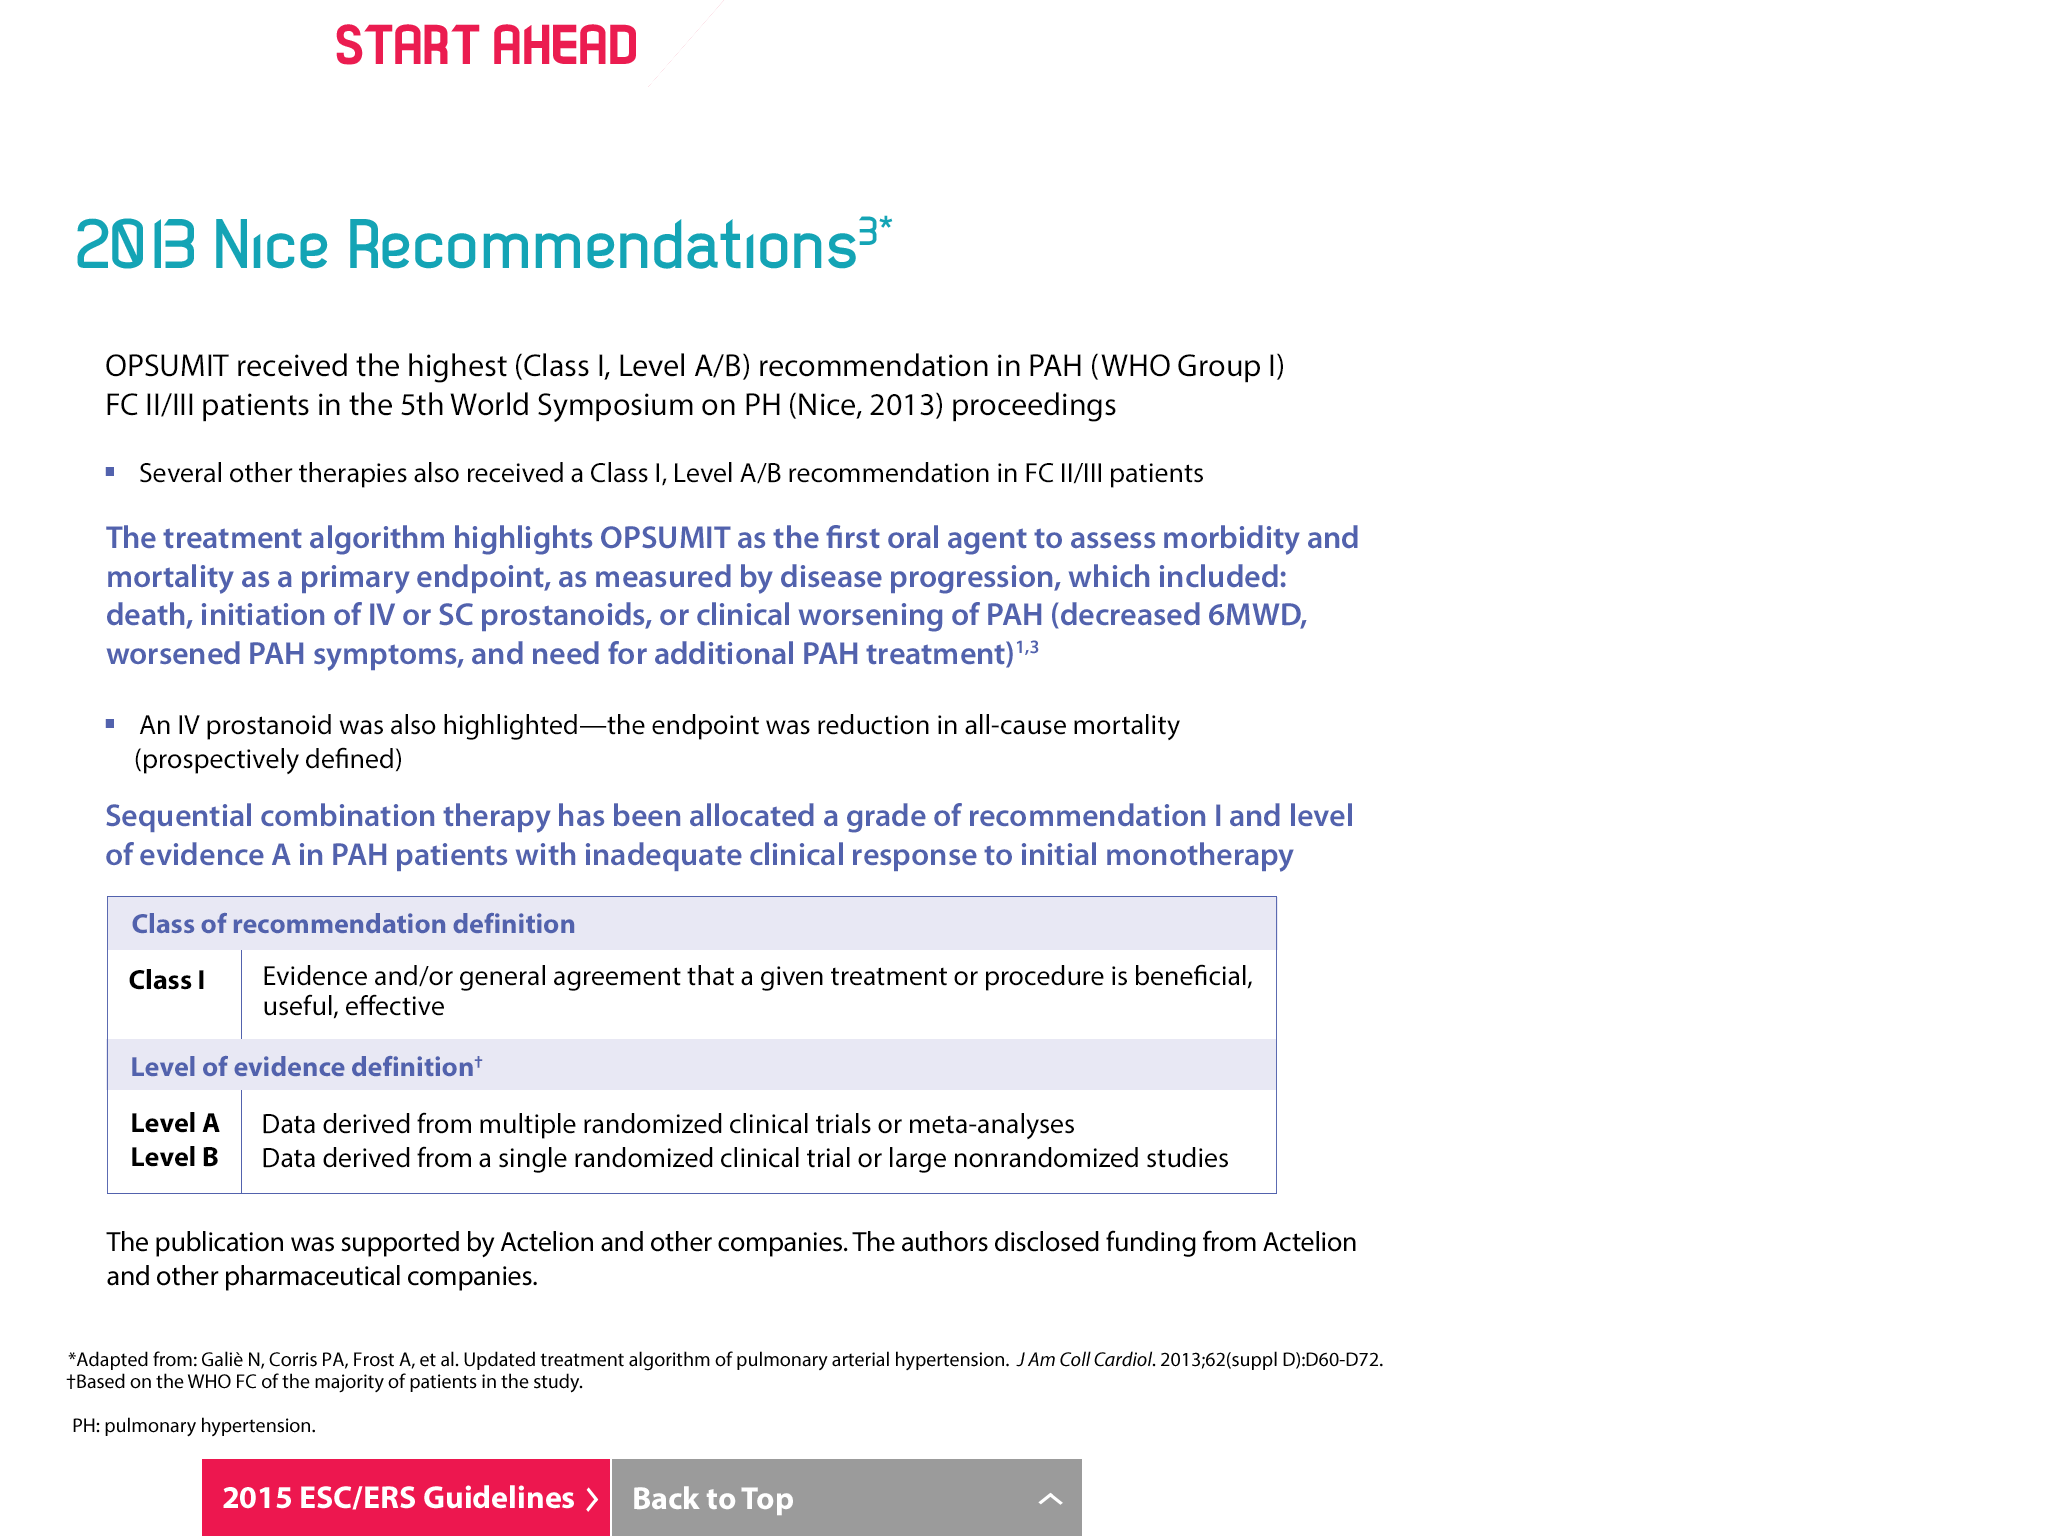 START AHEAD
2013 Nice Recommendations3*
OPSUMIT received the highest (Class I, Level A/B) recommendation in PAH (WHO Group I)
FC II/III patients in the 5th World Symposium on PH (Nice, 2013) proceedings
▪ Several other therapies also received a Class I, Level A/B recommendation in FC II/III patients
The treatment algorithm highlights OPSUMIT as the first oral agent to assess morbidity and
mortality as a primary endpoint, as measured by disease progression, which included:
death, initiation of IV or SC prostanoids, or clinical worsening of PAH (decreased 6MWD,
worsened PAH symptoms, and need for additional PAH treatment)1,3
▪ An IV prostanoid was also highlighted—the endpoint was reduction in all-cause mortality
(prospectively defined)
Sequential combination therapy has been allocated a grade of recommendation I and level
of evidence A in PAH patients with inadequate clinical response to initial monotherapy
Class of recommendation definition
Class I Evidence and/or general agreement that a given treatment or procedure is beneficial,
useful, effective
Level of evidence definition†
Level A Data derived from multiple randomized clinical trials or meta-analyses
Level B Data derived from a single randomized clinical trial or large nonrandomized studies
The publication was supported by Actelion and other companies. The authors disclosed funding from Actelion
and other pharmaceutical companies.
*Adapted from: Galiè N, Corris PA, Frost A, et al. Updated treatment algorithm of pulmonary arterial hypertension. J Am Coll Cardiol. 2013;62(suppl D):D60-D72.
†Based on the WHO FC of the majority of patients in the study.
PH: pulmonary hypertension.
2015 ESC/ERS Guidelines Back to Top